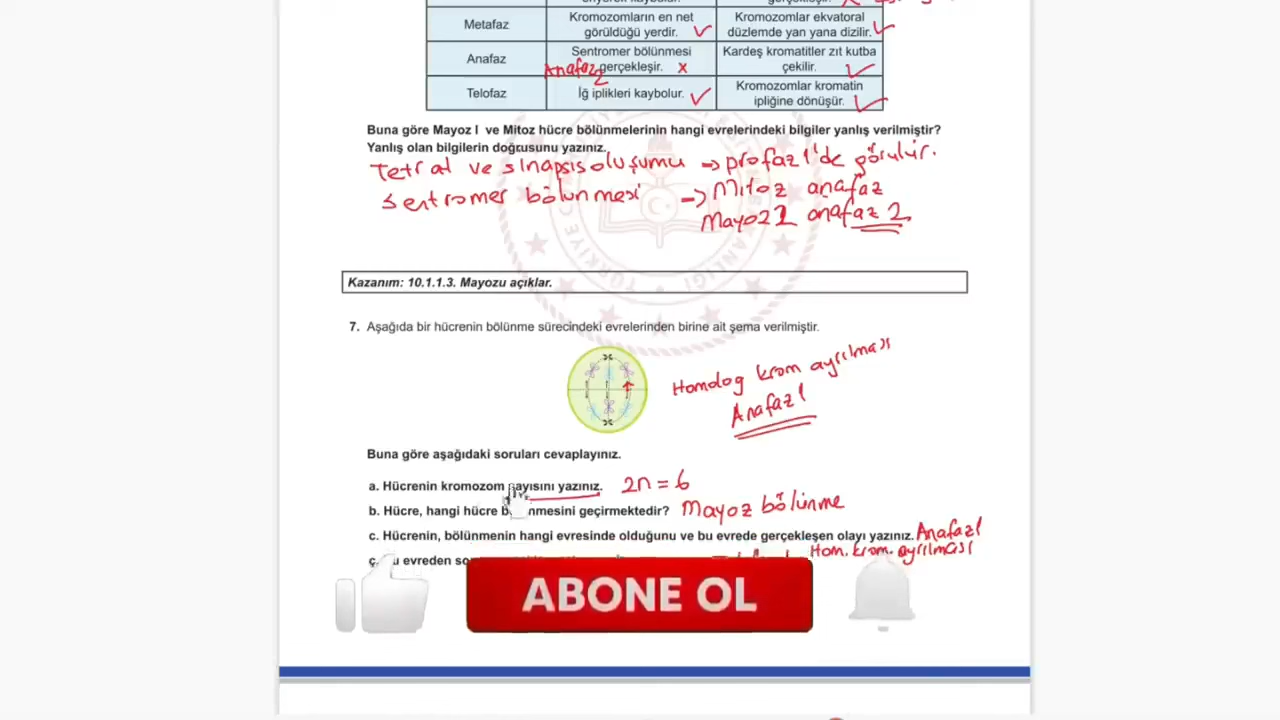 Metafaz
Kromozomların en net görüldüğü yerdir.
Kromozomlar ekvatoral düzlemde yan yana dizilir.
Anafaz
Sentromer bölünmesi gerçekleşir. x
Anafaz 2
Kardeş kromatitler zıt kutba çekilir.
Telofaz
İğ iplikleri kaybolur.
Kromozomlar kromatin ipliğine dönüşür.
Buna göre Mayoz I ve Mitoz hücre bölünmelerinin hangi evrelerindeki bilgiler yanlış verilmiştir?
Yanlış olan bilgilerin doğrusunu yazınız.
Tetrat ve sinapsis oluşumu → profaz 1'de görülür.
Sentromer bölünmesi → Mitoz anafaz
Mayoz 2 anafaz 2
Kazanım: 10.1.1.3. Mayozu açıklar.
7. Aşağıda bir hücrenin bölünme sürecindeki evrelerinden birine ait şema verilmiştir.
Homolog krom ayrılması
Anafaz 1
Buna göre aşağıdaki soruları cevaplayınız.
a. Hücrenin kromozom sayısını yazınız. 2n = 6
b. Hücre, hangi hücre bölünmesini geçirmektedir? Mayoz bölünme
c. Hücrenin, bölünmenin hangi evresinde olduğunu ve bu evrede gerçekleşen olayı yazınız. Anafaz 1
Hom. krom. ayrılması
ç. evreden
ABONE OL